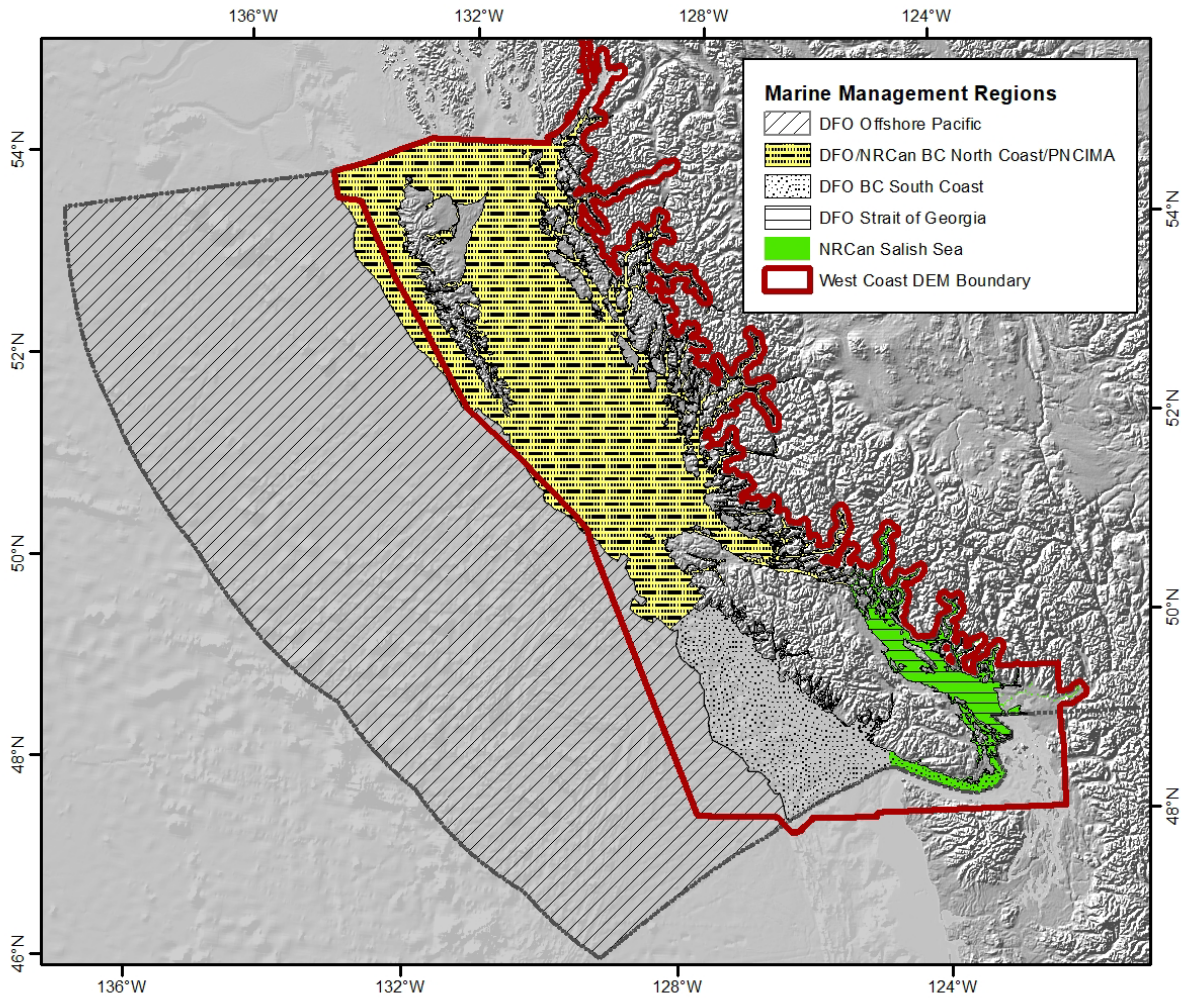 136°W 132°W 128°W 124°W
Marine Management Regions
DFO Offshore Pacific
DFO/NRCan BC North Coast/PNCIMA
DFO BC South Coast
DFO Strait of Georgia
NRCan Salish Sea
West Coast DEM Boundary
54°N
52°N
50°N
48°N
46°N
54°N
52°N
50°N
48°N
136°W 132°W 128°W 124°W